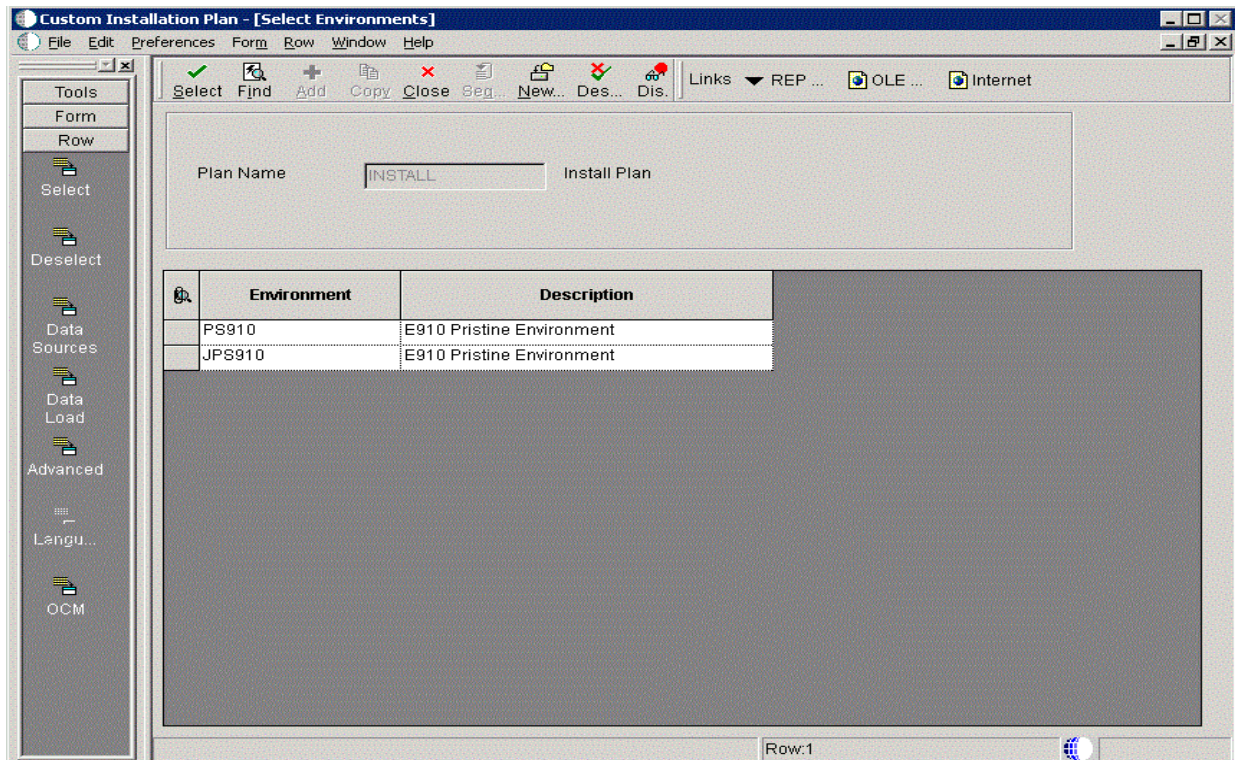 Custom Installation Plan - [Select Environments]
File Edit Preferences Form Row Window Help
Select Find Add Copy Close Seq... New... Des... Dis. Links REP ... OLE ... Internet
Tools
Form
Row
Select
Deselect
Data
Sources
Data
Load
Advanced
Langu...
OCM
Plan Name INSTALL Install Plan
Environment Description
PS910 E910 Pristine Environment
JPS910 E910 Pristine Environment
Row:1